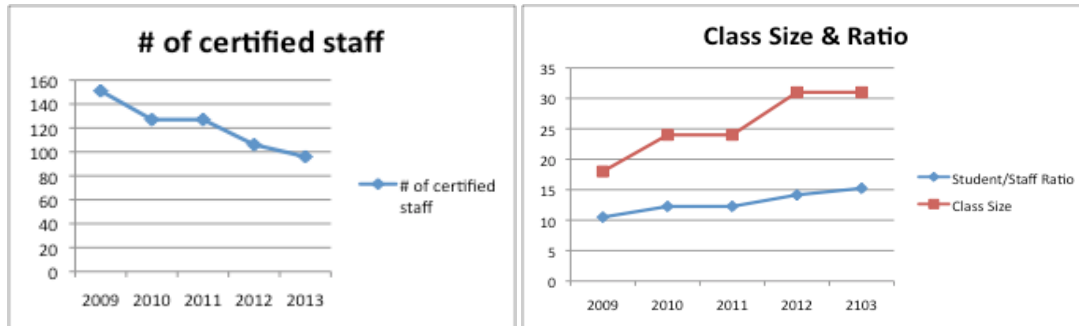 # of certified staff
160
140
120
100
80
60
40
20
0
2009 2010 2011 2012 2013
# of certified
staff
Class Size & Ratio
35
30
25
20
15
10
5
0
2009 2010 2011 2012 2103
Student/Staff Ratio
Class Size